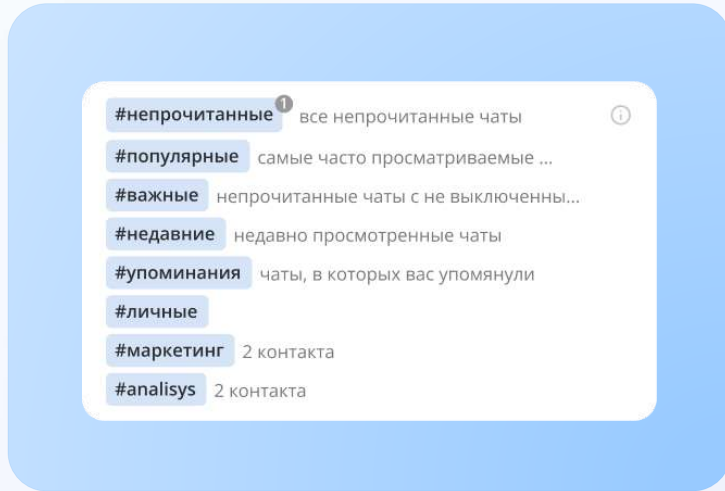 #непрочитанные 1 все непрочитанные чаты
#популярные самые часто просматриваемые ...
#важные непрочитанные чаты с не выключенны...
#недавние недавно просмотренные чаты
#упоминания чаты, в которых вас упомянули
#личные
#маркетинг 2 контакта
#analisys 2 контакта